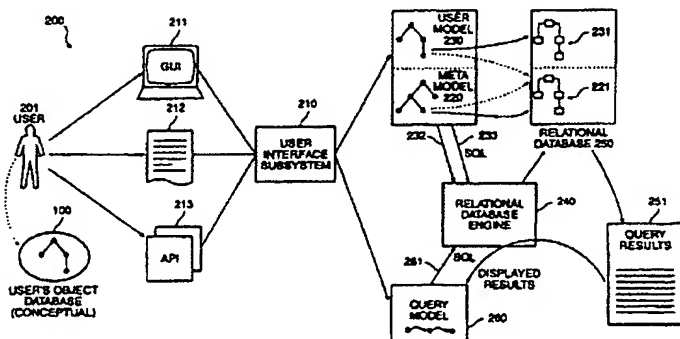 200
211
GUI
201
USER
212
210
USER
INTERFACE
SUBSYSTEM
213
API
100
USER'S OBJECT
DATABASE
(CONCEPTUAL)
USER
MODEL
230
META
MODEL
220
231
221
232
233
SQL
RELATIONAL
DATABASE 250
RELATIONAL
DATABASE
ENGINE
240
251
QUERY
RESULTS
261
SQL
DISPLAYED
RESULTS
QUERY
MODEL
260